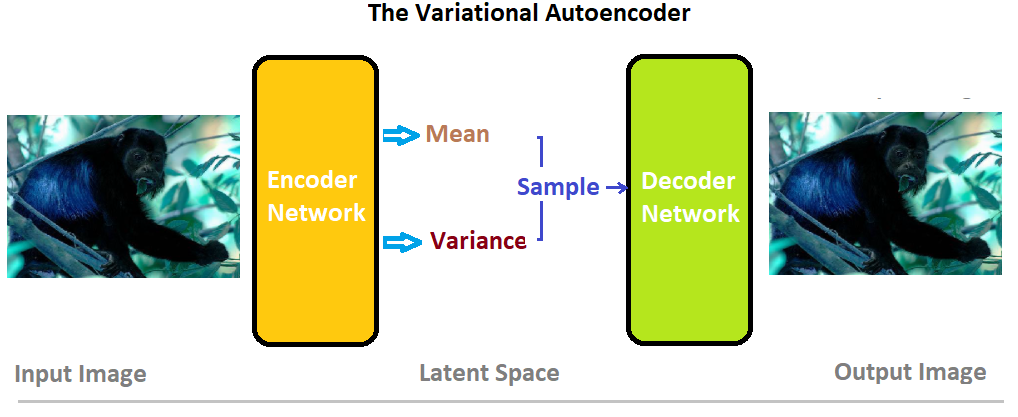 The Variational Autoencoder
Encoder
Network
Mean
Variance
Sample
Decoder
Network
Input Image
Latent Space
Output Image